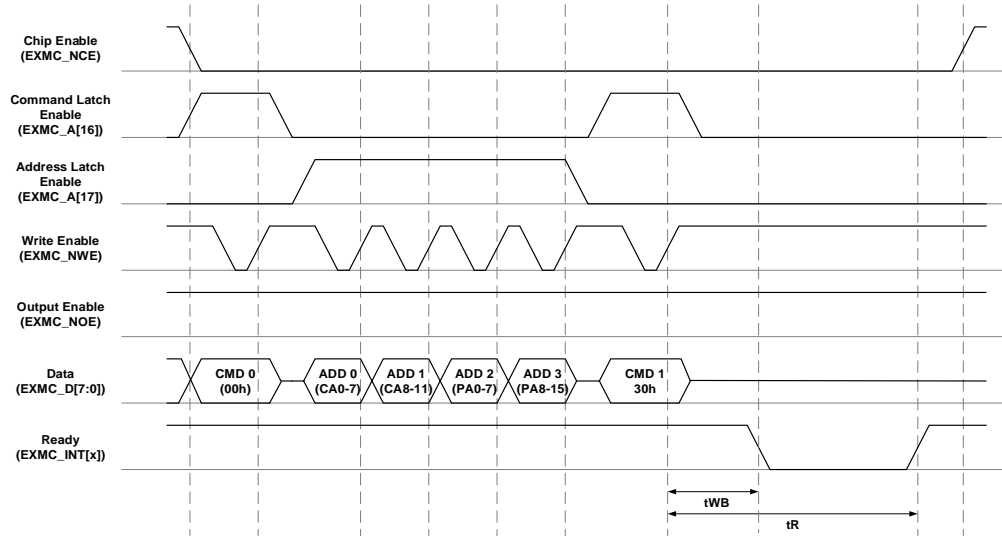 Chip Enable
(EXMC_NCE)
Command Latch
Enable
(EXMC_A[16])
Address Latch
Enable
(EXMC_A[17])
Write Enable
(EXMC_NWE)
Output Enable
(EXMC_NOE)
Data
(EXMC_D[7:0])
CMD 0
(00h)
ADD 0
(CA0-7)
ADD 1
(CA8-11)
ADD 2
(PA0-7)
ADD 3
(PA8-15)
CMD 1
30h
Ready
(EXMC_INT[x])
tWB
tR